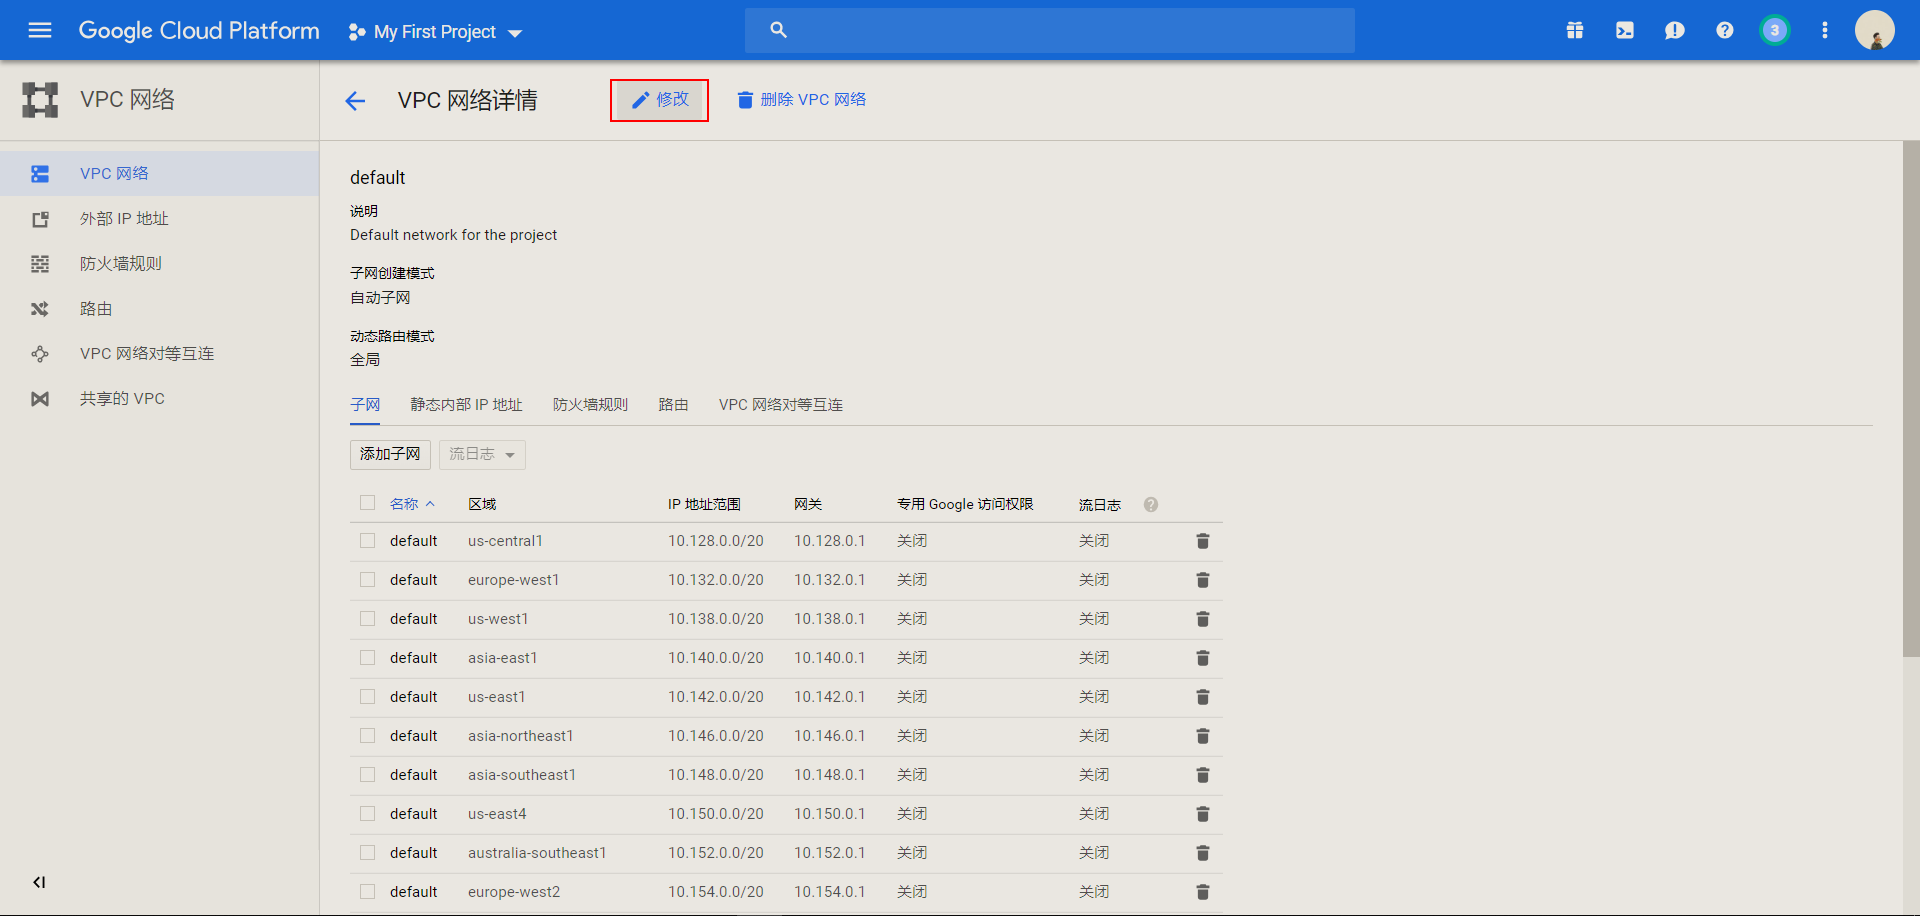 Google Cloud Platform My First Project 3
VPC 网络
VPC 网络详情 修改 删除 VPC 网络
VPC 网络
外部 IP 地址
防火墙规则
路由
VPC 网络对等互连
共享的 VPC
default
说明
Default network for the project
子网创建模式
自动子网
动态路由模式
全局
子网 静态内部 IP 地址 防火墙规则 路由 VPC 网络对等互连
添加子网 流日志
名称 区域 IP 地址范围 网关 专用 Google 访问权限 流日志
default us-central1 10.128.0.0/20 10.128.0.1 关闭 关闭
default europe-west1 10.132.0.0/20 10.132.0.1 关闭 关闭
default us-west1 10.138.0.0/20 10.138.0.1 关闭 关闭
default asia-east1 10.140.0.0/20 10.140.0.1 关闭 关闭
default us-east1 10.142.0.0/20 10.142.0.1 关闭 关闭
default asia-northeast1 10.146.0.0/20 10.146.0.1 关闭 关闭
default asia-southeast1 10.148.0.0/20 10.148.0.1 关闭 关闭
default us-east4 10.150.0.0/20 10.150.0.1 关闭 关闭
default australia-southeast1 10.152.0.0/20 10.152.0.1 关闭 关闭
default europe-west2 10.154.0.0/20 10.154.0.1 关闭 关闭